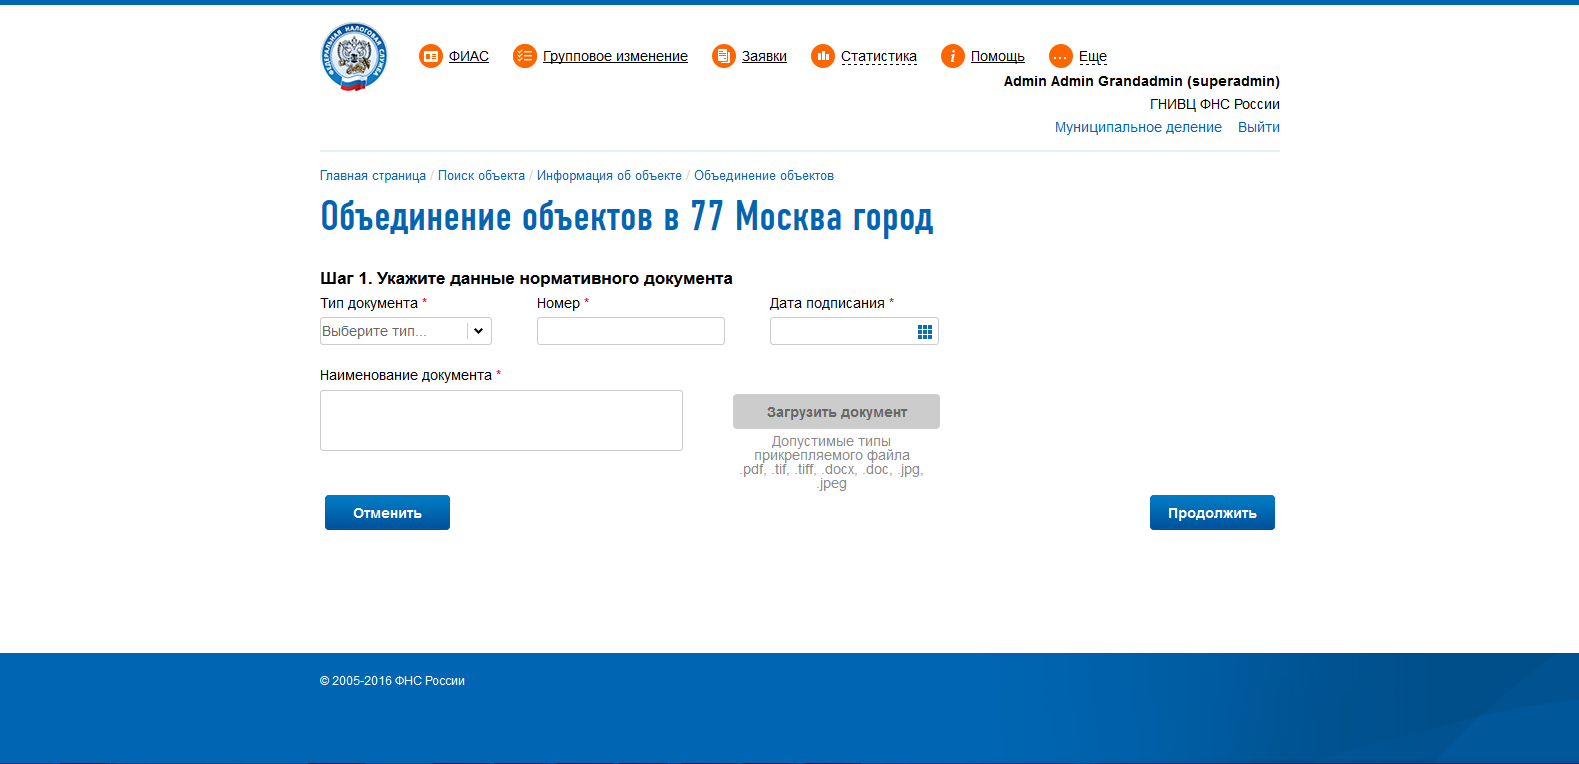 ФЕДЕРАЛЬНАЯ НАЛОГОВАЯ СЛУЖБА
ФИАС Групповое изменение Заявки Статистика Помощь Еще
Admin Admin Grandadmin (superadmin)
ГНИВЦ ФНС России
Муниципальное деление Выйти
Главная страница / Поиск объекта / Информация об объекте / Объединение объектов
Объединение объектов в 77 Москва город
Шаг 1. Укажите данные нормативного документа
Тип документа * Номер * Дата подписания *
Выберите тип...
Наименование документа *
Загрузить документ
Допустимые типы
прикрепляемого файла
.pdf, .tif, .tiff, .docx, .doc, .jpg,
.jpeg
Отменить Продолжить
© 2005-2016 ФНС России